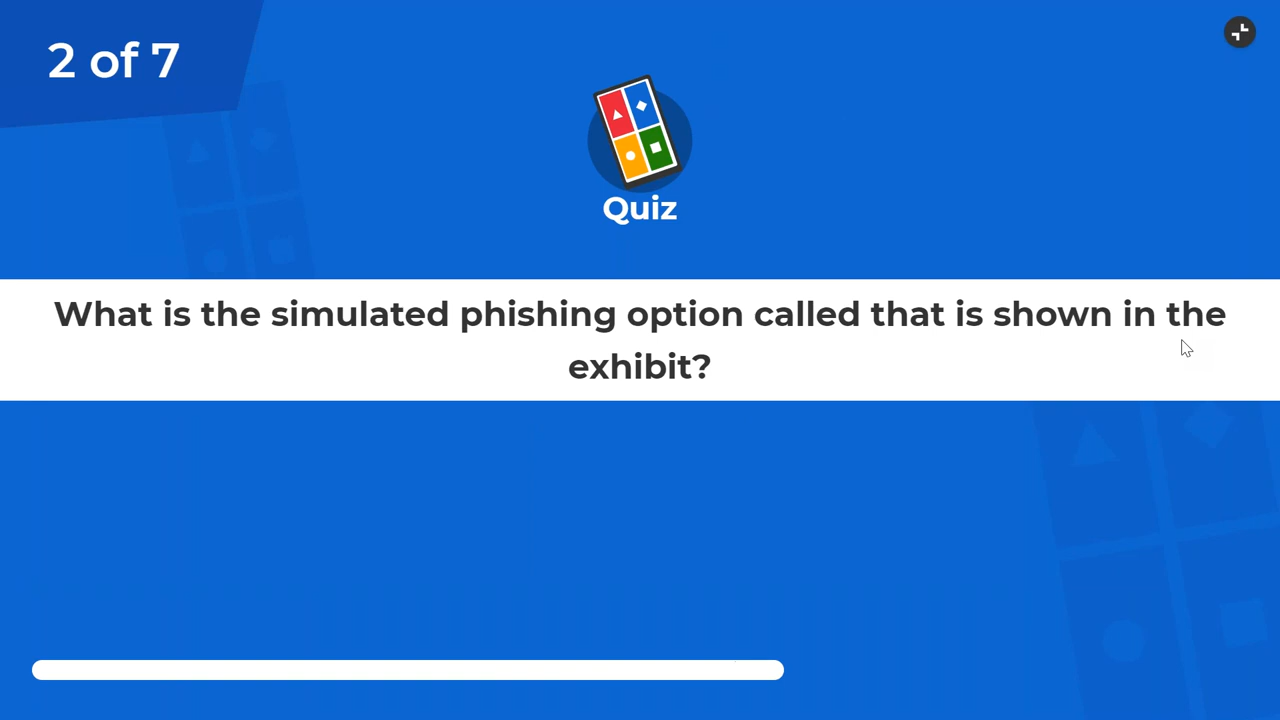 2 of 7
Quiz
What is the simulated phishing option called that is shown in the
exhibit?